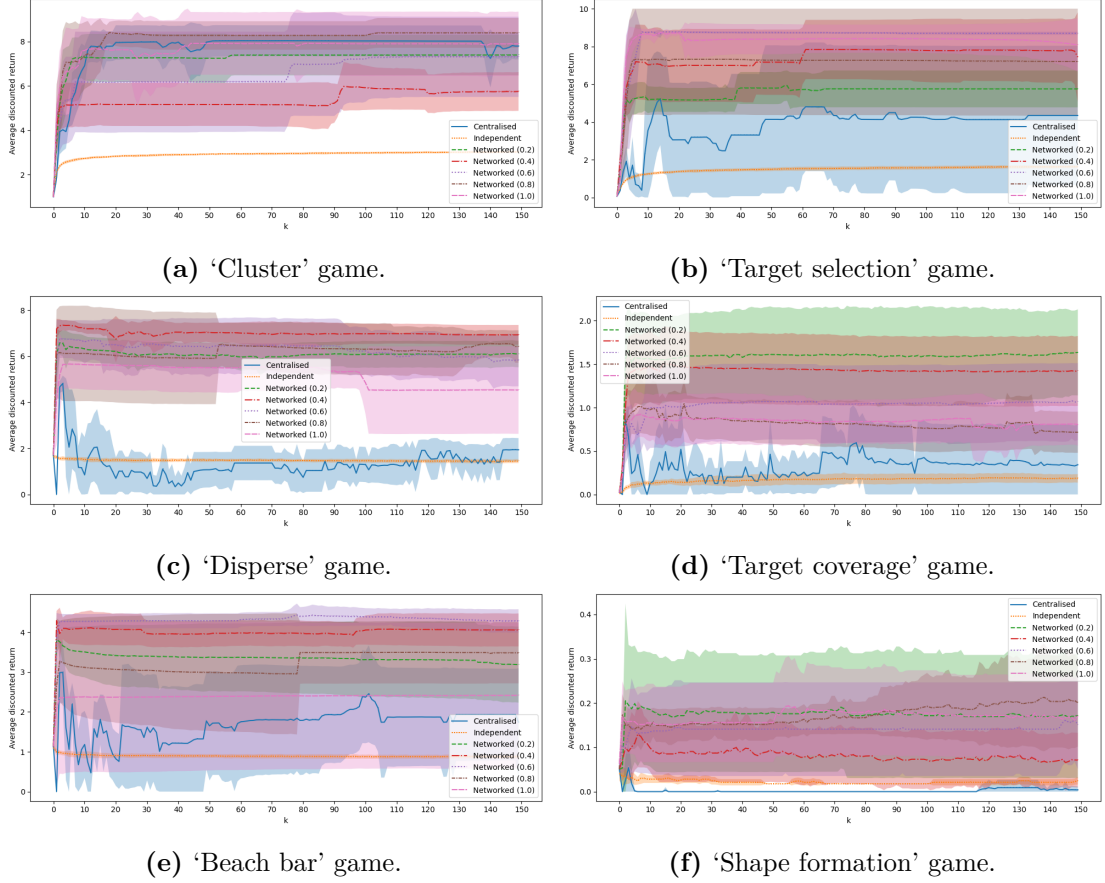 Average discounted return
8
6
4
2
0 10 20 30 40 50 60 70 80 90 100 110 120 130 140 150
k
Centralised
Independent
Networked (0.2)
Networked (0.4)
Networked (0.6)
Networked (0.8)
Networked (1.0)
(a) ‘Cluster’ game.
Average discounted return
10
8
6
4
2
0
0 10 20 30 40 50 60 70 80 90 100 110 120 130 140 150
k
Centralised
Independent
Networked (0.2)
Networked (0.4)
Networked (0.6)
Networked (0.8)
Networked (1.0)
(b) ‘Target selection’ game.
Average discounted return
8
6
4
2
0
0 10 20 30 40 50 60 70 80 90 100 110 120 130 140 150
k
Centralised
Independent
Networked (0.2)
Networked (0.4)
Networked (0.6)
Networked (0.8)
Networked (1.0)
(c) ‘Disperse’ game.
Average discounted return
2.0
1.5
1.0
0.5
0.0
0 10 20 30 40 50 60 70 80 90 100 110 120 130 140 150
k
Centralised
Independent
Networked (0.2)
Networked (0.4)
Networked (0.6)
Networked (0.8)
Networked (1.0)
(d) ‘Target coverage’ game.
Average discounted return
4
3
2
1
0
0 10 20 30 40 50 60 70 80 90 100 110 120 130 140 150
k
Centralised
Independent
Networked (0.2)
Networked (0.4)
Networked (0.6)
Networked (0.8)
Networked (1.0)
(e) ‘Beach bar’ game.
Average discounted return
0.4
0.3
0.2
0.1
0.0
0 10 20 30 40 50 60 70 80 90 100 110 120 130 140 150
k
Centralised
Independent
Networked (0.2)
Networked (0.4)
Networked (0.6)
Networked (0.8)
Networked (1.0)
(f) ‘Shape formation’ game.